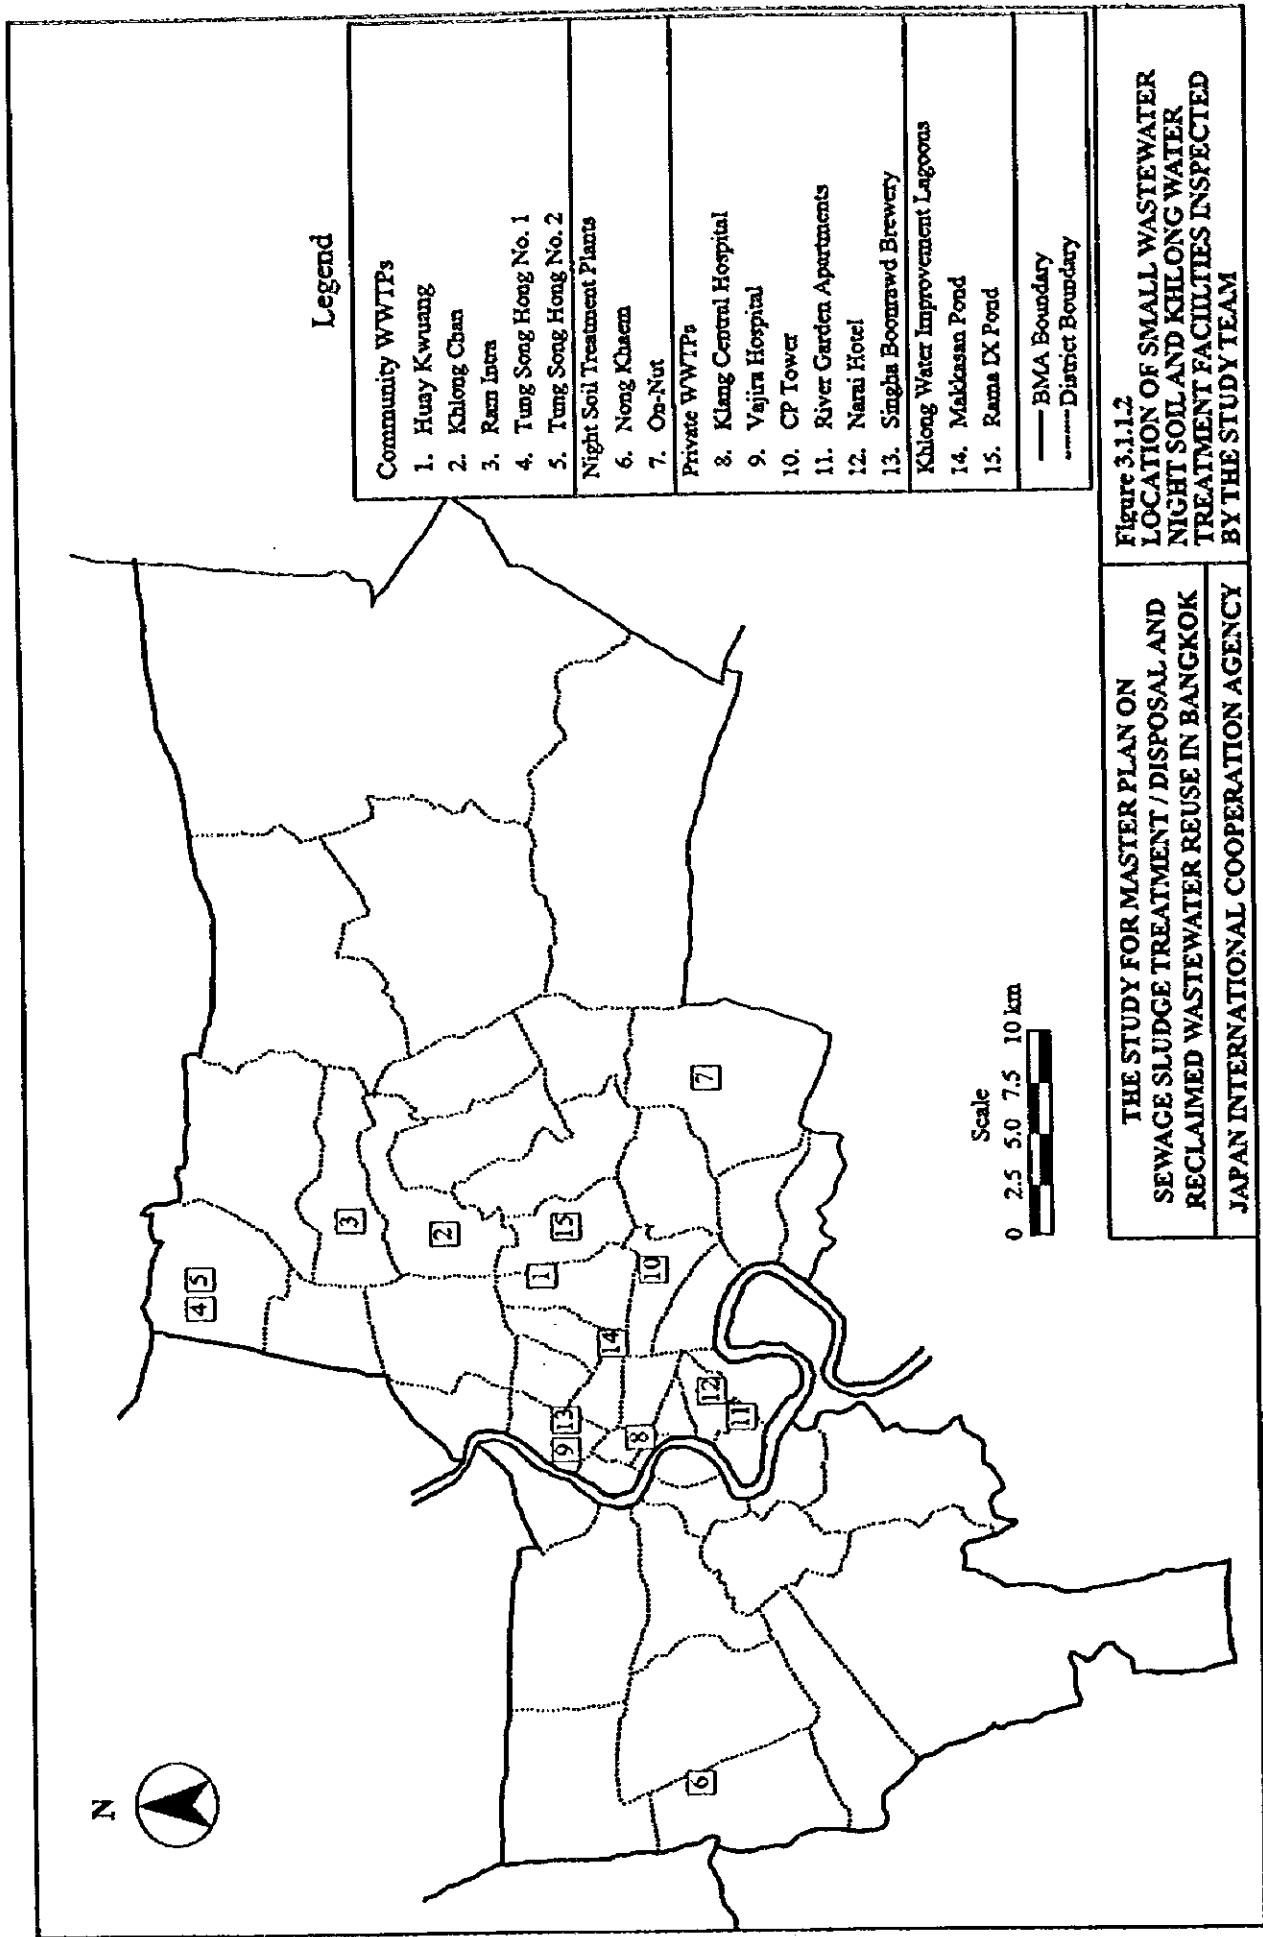 N
4
5
3
2
1
15
14
10
9
13
8
12
11
7
6
Scale
0 2.5 5.0 7.5 10 km
Legend
Community WWTPs
1. Huay Kwuang
2. Khlong Chan
3. Ram Intra
4. Tung Song Hong No. 1
5. Tung Song Hong No. 2
Night Soil Treatment Plants
6. Nong Khaem
7. On-Nut
Private WWTPs
8. Klang Central Hospital
9. Vajira Hospital
10. CP Tower
11. River Garden Apartments
12. Narai Hotel
13. Singha Boonrawd Brewery
Khlong Water Improvement Lagoons
14. Makkasan Pond
15. Rama IX Pond
BMA Boundary
District Boundary
THE STUDY FOR MASTER PLAN ON
SEWAGE SLUDGE TREATMENT / DISPOSAL AND
RECLAIMED WASTEWATER REUSE IN BANGKOK
JAPAN INTERNATIONAL COOPERATION AGENCY
Figure 3.1.1.2
LOCATION OF SMALL WASTEWATER
NIGHT SOIL AND KHLONG WATER
TREATMENT FACILITIES INSPECTED
BY THE STUDY TEAM